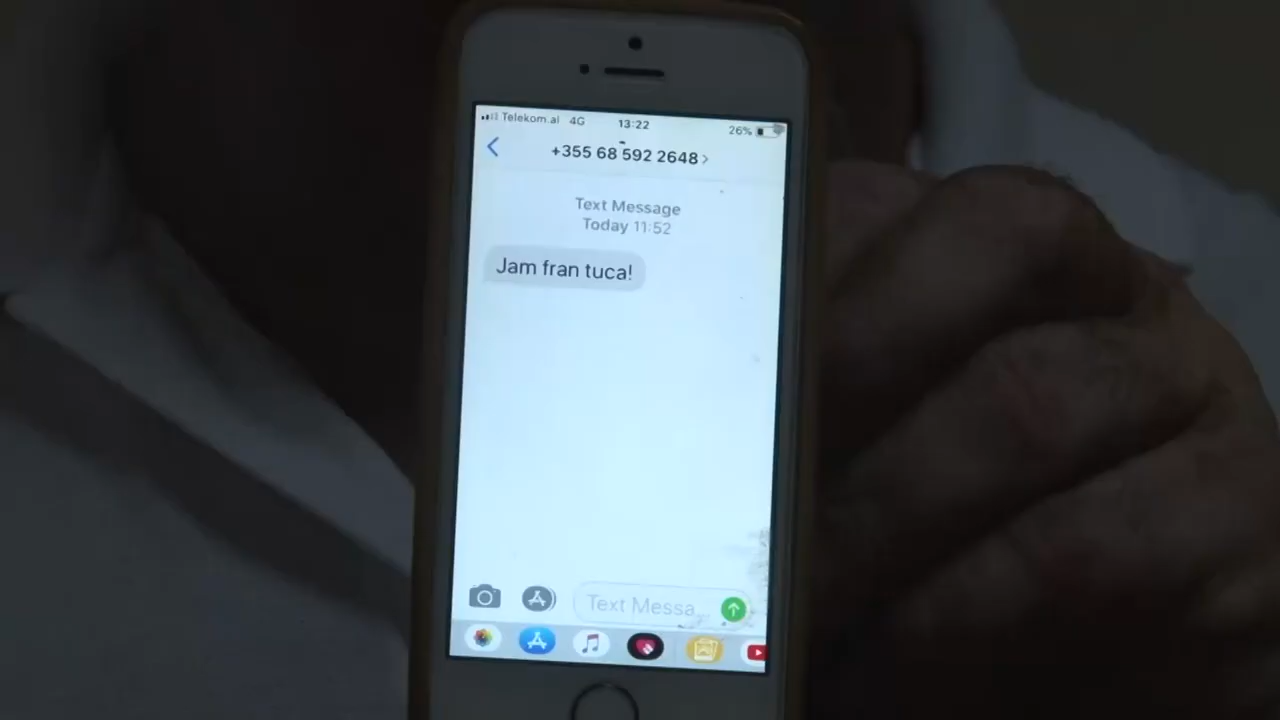 Telekom.al 4G 13:22 26%
+355 68 592 2648
Text Message
Today 11:52
Jam fran tuca!
Text Messa...